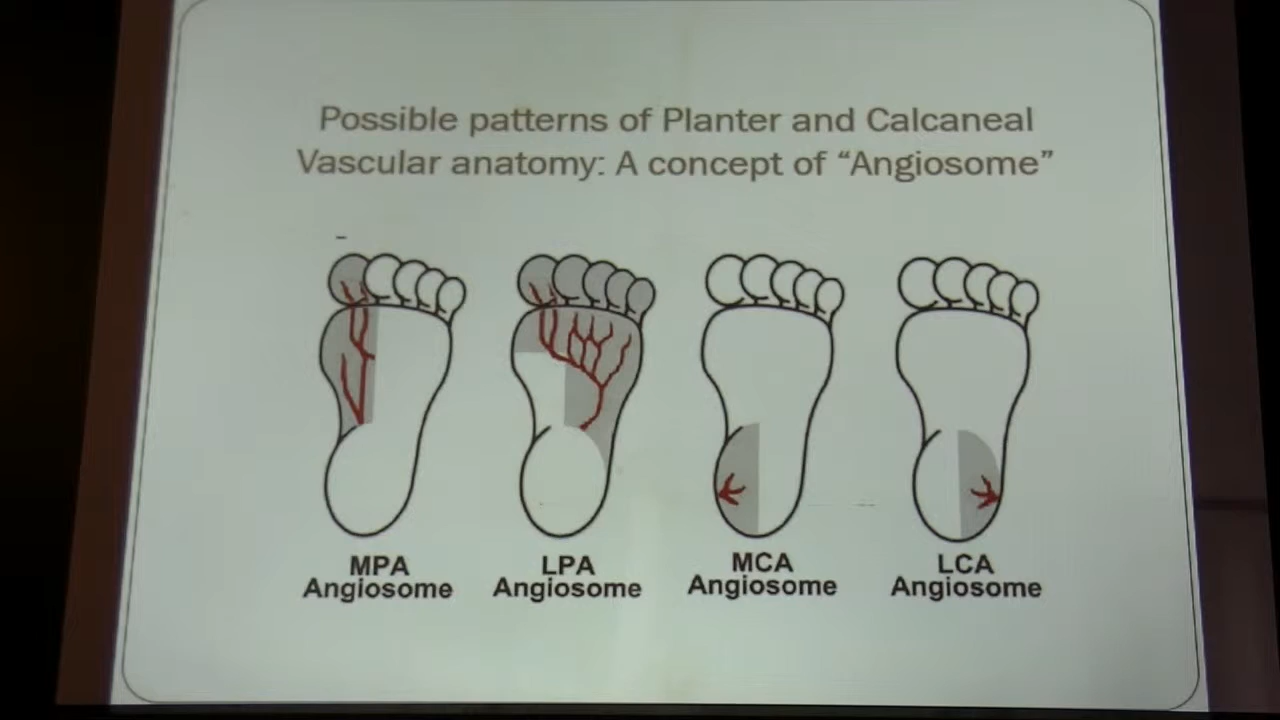 Possible patterns of Planter and Calcaneal
Vascular anatomy: A concept of “Angiosome”
MPA
Angiosome
LPA
Angiosome
MCA
Angiosome
LCA
Angiosome